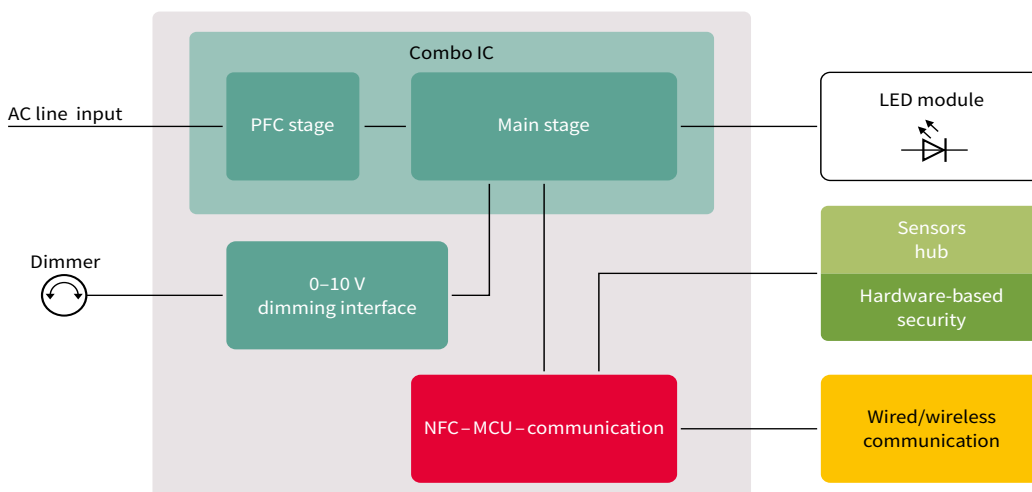 Combo IC
AC line input
PFC stage
Main stage
LED module
Dimmer
0–10 V
dimming interface
Sensors
hub
Hardware-based
security
NFC – MCU – communication
Wired/wireless
communication